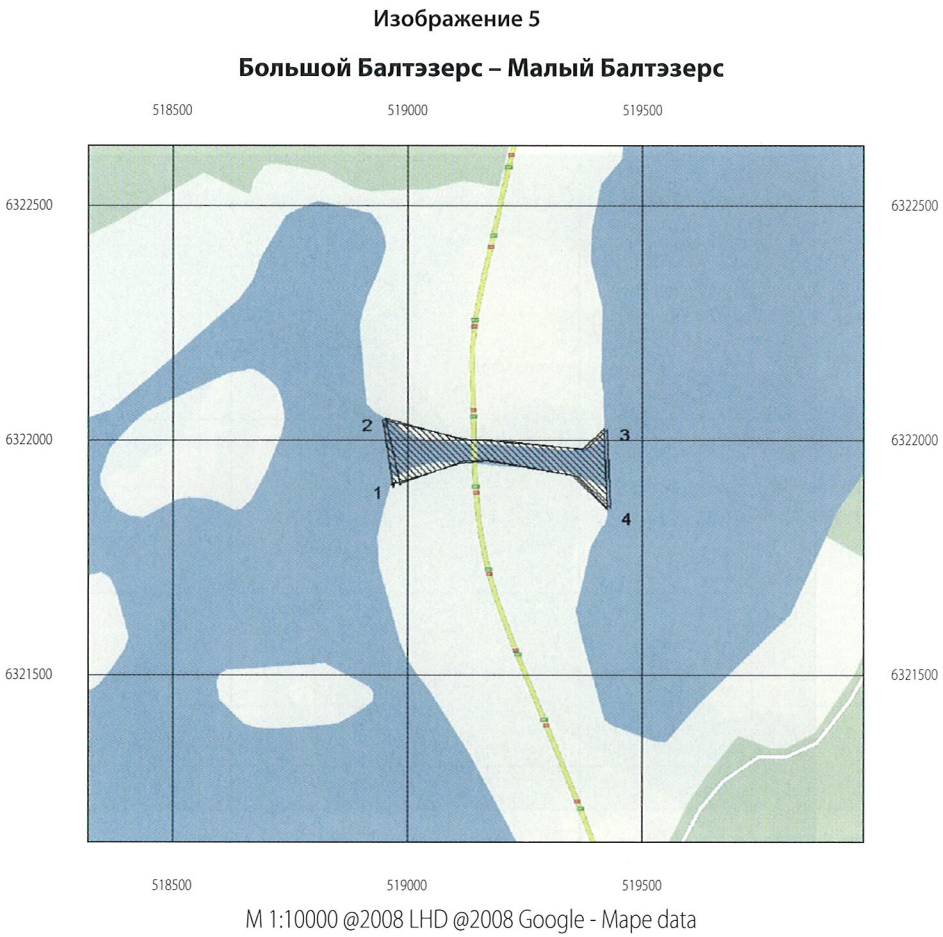 Изображение 5
Большой Балтэзерс – Малый Балтэзерс
518500 519000 519500
6322500 6322500
2 3
6322000 6322000
1 4
6321500 6321500
518500 519000 519500
М 1:10000 @2008 LHD @2008 Google - Mape data